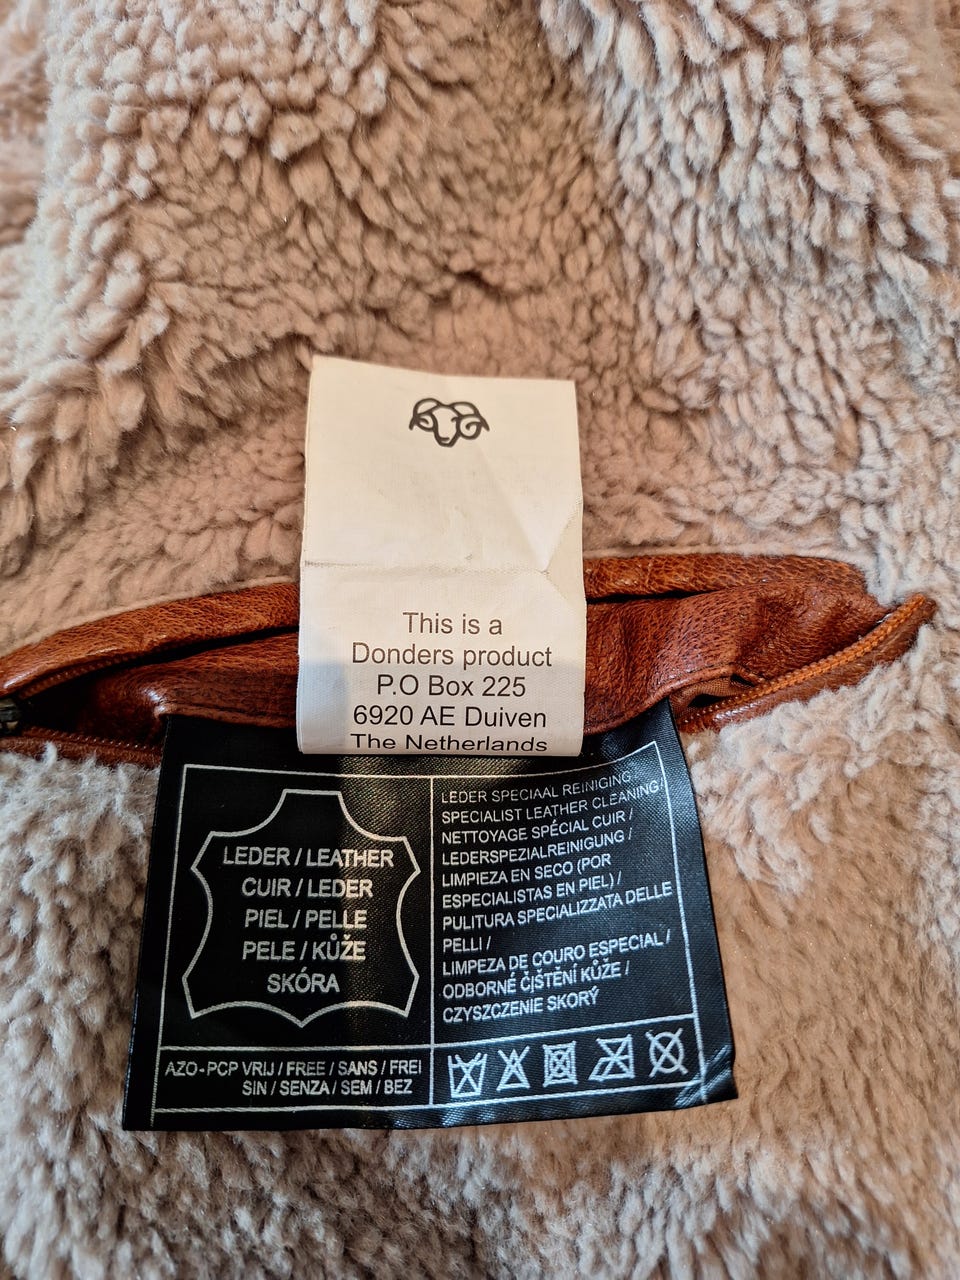 This is a
Donders product
P.O Box 225
6920 AE Duiven
The Netherlands
LEDER / LEATHER
CUIR / LEDER
PIEL / PELLE
PELE / KŮŽE
SKÓRA
LEDER SPECIAAL REINIGING
SPECIALIST LEATHER CLEANING/
NETTOYAGE SPÉCIAL CUIR /
LEDERSPEZIALREINIGUNG /
LIMPIEZA EN SECO (POR
ESPECIALISTAS EN PIEL) /
PULITURA SPECIALIZZATA DELLE
PELLI /
LIMPEZA DE COURO ESPECIAL /
ODBORNÉ ČIŠTĚNÍ KŮŽE /
CZYSZCZENIE SKORÝ
AZO-PCP VRIJ / FREE / SANS / FREI
SIN / SENZA / SEM / BEZ